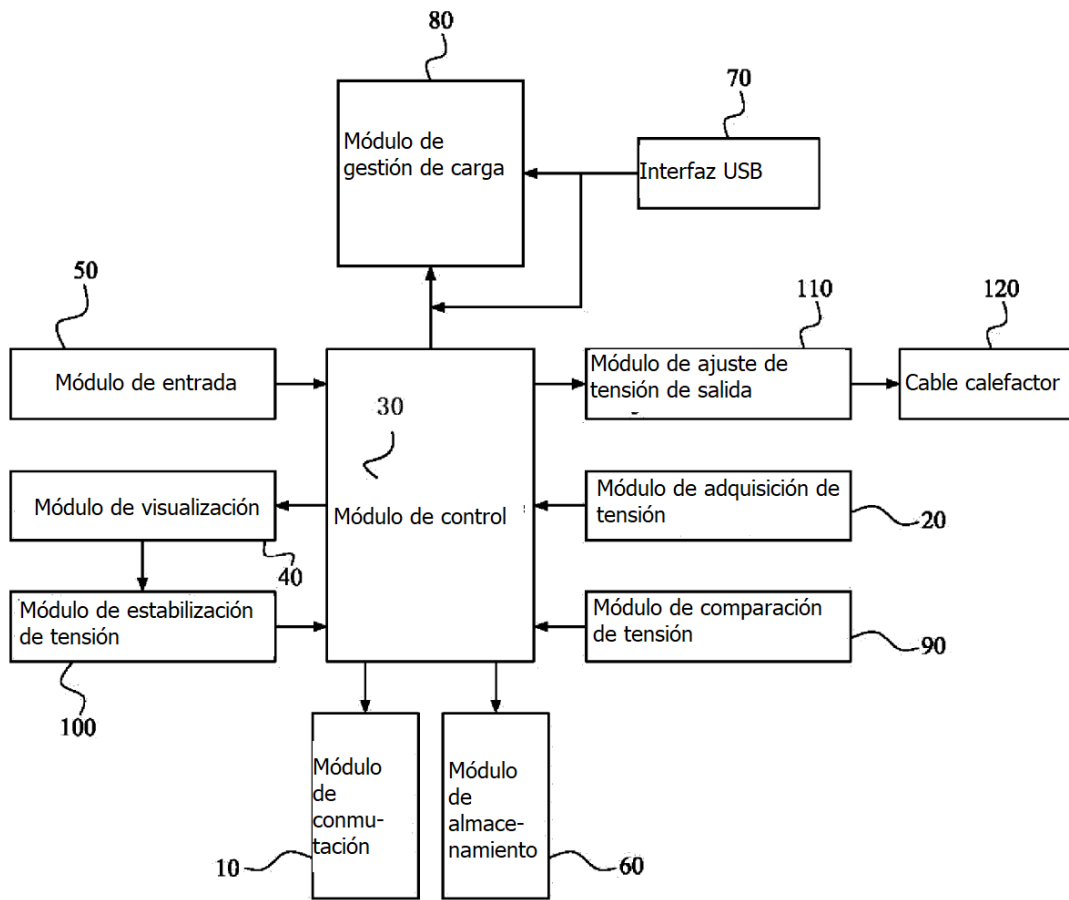 80
70
Módulo de
gestión de carga
Interfaz USB
50
110
120
Módulo de entrada
Módulo de ajuste de
tensión de salida
Cable calefactor
30
Módulo de visualización
Módulo de control
Módulo de adquisición de
tensión
40
20
Módulo de estabilización
de tensión
Módulo de comparación
de tensión
100
90
Módulo
de
conmu-
tación
Módulo
de
almace-
namiento
10
60